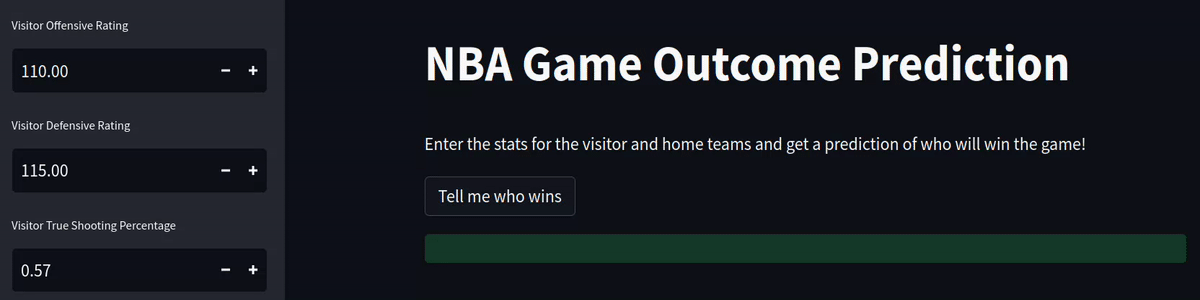 Visitor Offensive Rating
110.00 − +
Visitor Defensive Rating
115.00 − +
Visitor True Shooting Percentage
0.57 − +
NBA Game Outcome Prediction
Enter the stats for the visitor and home teams and get a prediction of who will win the game!
Tell me who wins